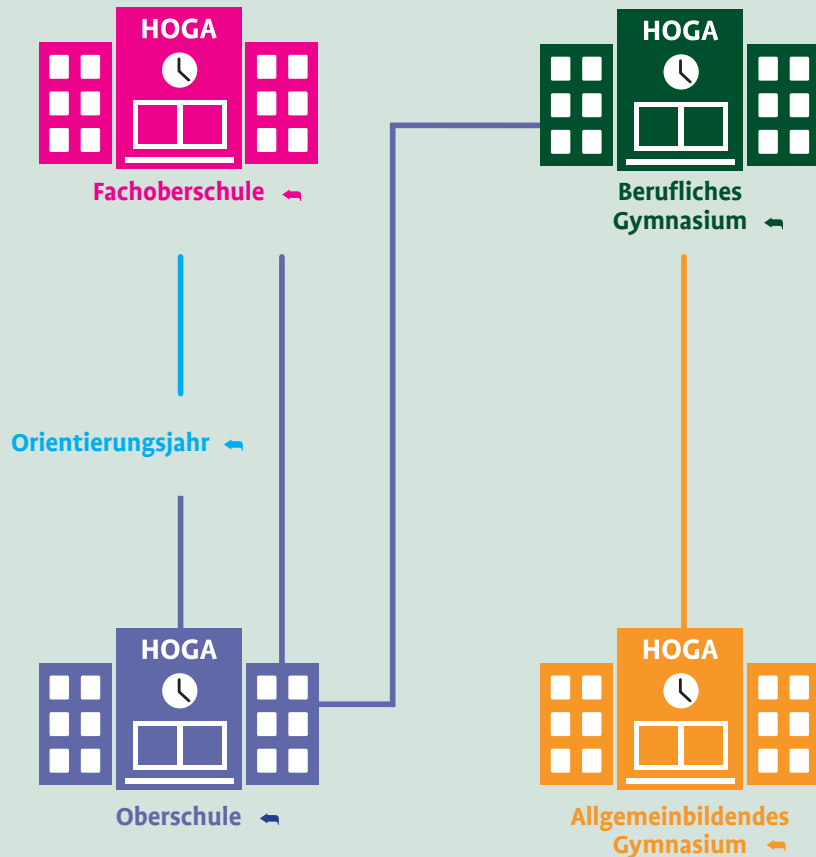 HOGA
Fachoberschule
HOGA
Berufliches
Gymnasium
Orientierungsjahr
HOGA
Oberschule
HOGA
Allgemeinbildendes
Gymnasium